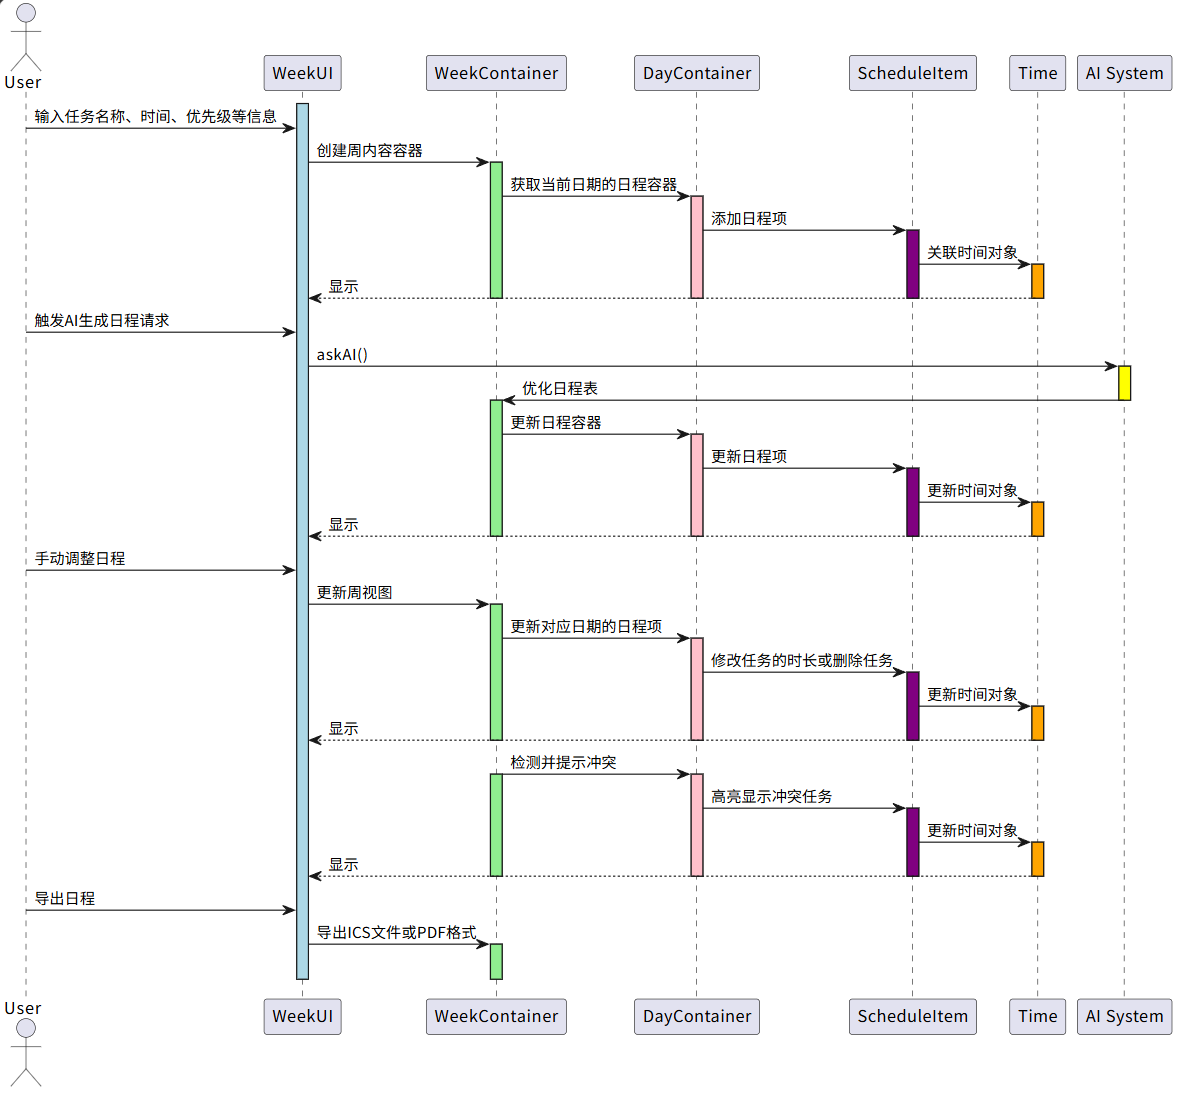 User
WeekUI
WeekContainer
DayContainer
ScheduleItem
Time
AI System
输入任务名称、时间、优先级等信息
创建周内容容器
获取当前日期的日程容器
添加日程项
关联时间对象
显示
触发AI生成日程请求
askAI()
优化日程表
更新日程容器
更新日程项
更新时间对象
显示
手动调整日程
更新周视图
更新对应日期的日程项
修改任务的时长或删除任务
更新时间对象
显示
检测并提示冲突
高亮显示冲突任务
更新时间对象
显示
导出日程
导出ICS文件或PDF格式
User
WeekUI
WeekContainer
DayContainer
ScheduleItem
Time
AI System